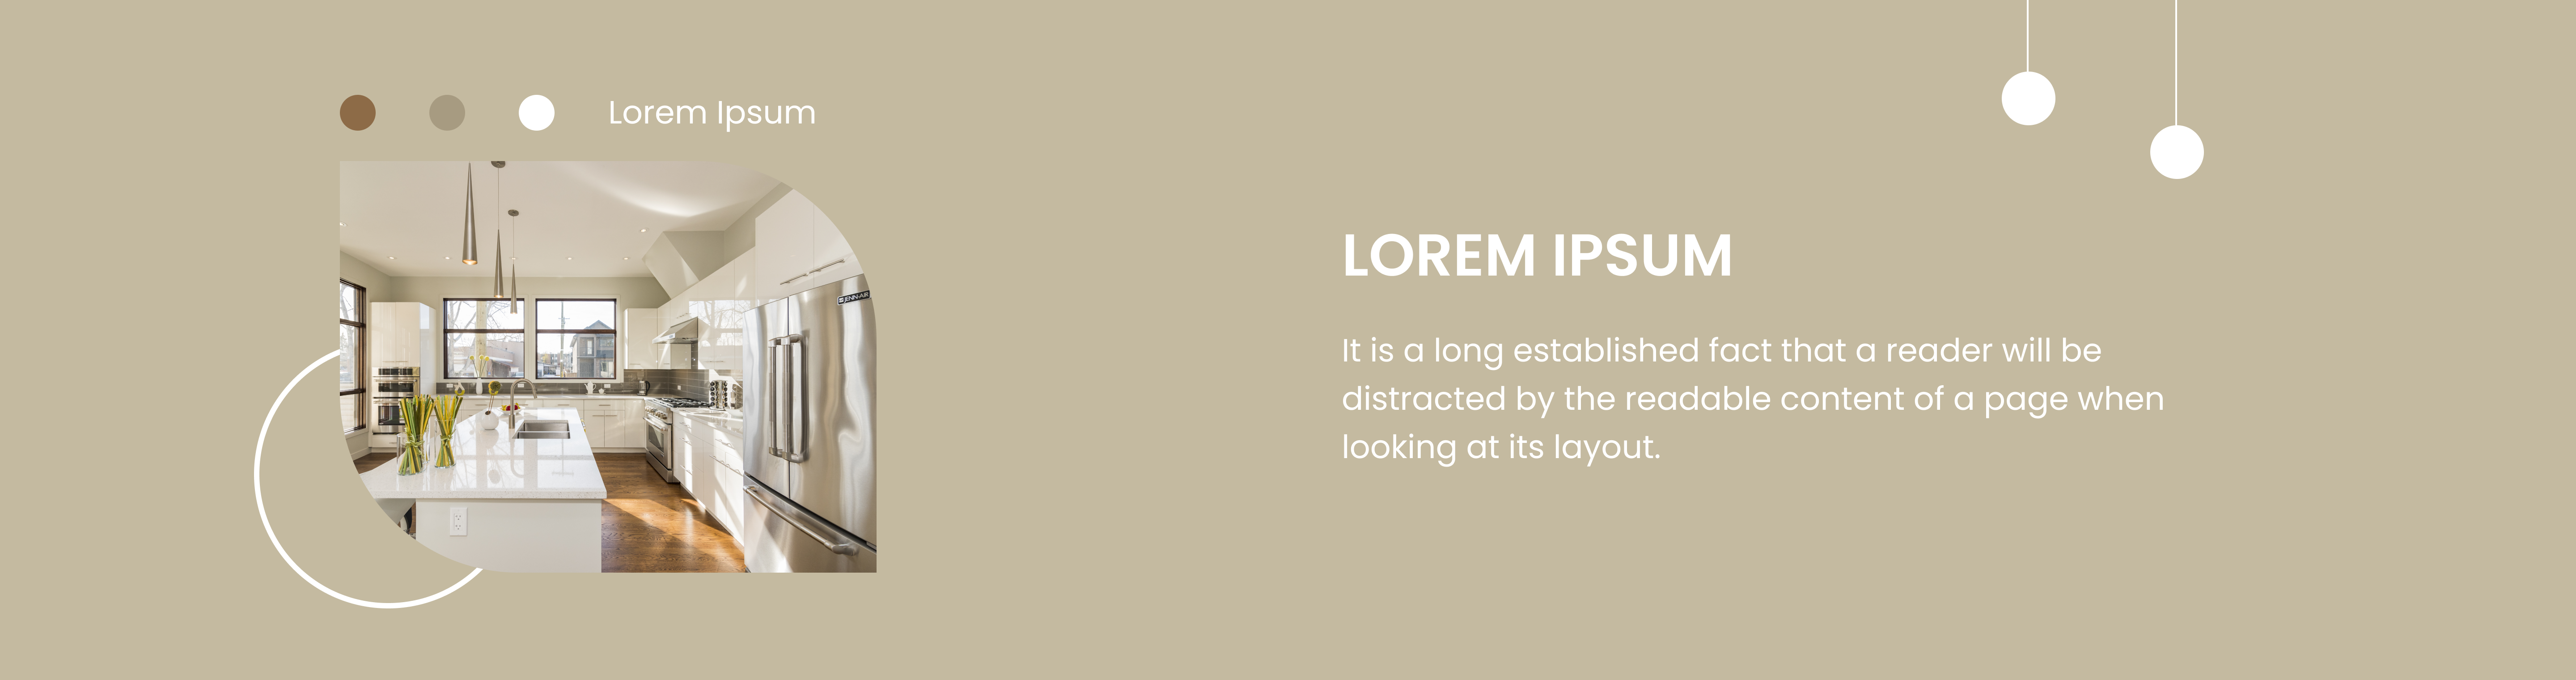 Lorem Ipsum
JENN-AIR
LOREM IPSUM
It is a long established fact that a reader will be
distracted by the readable content of a page when
looking at its layout.